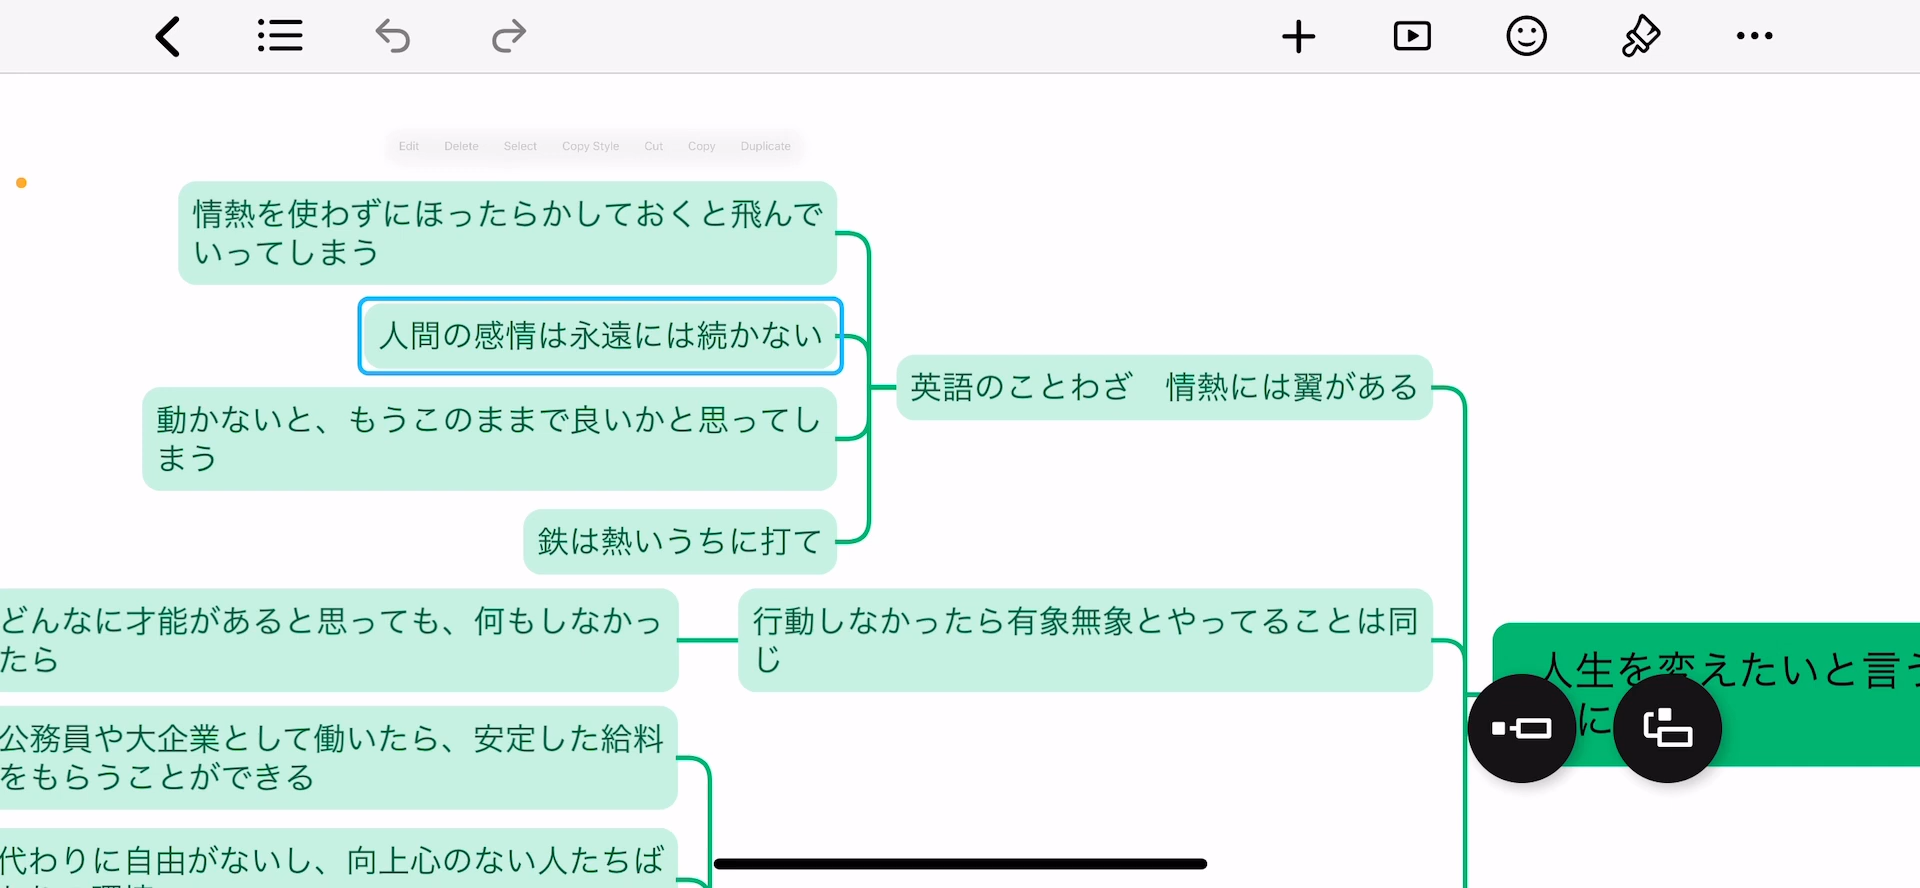 Edit Delete Select Copy Style Cut Copy Duplicate
情熱を使わずにほったらかしておくと飛んで
いってしまう
人間の感情は永遠には続かない
動かないと、もうこのままで良いかと思ってし
まう
鉄は熱いうちに打て
英語のことわざ　情熱には翼がある
どんなに才能があると思っても、何もしなかっ
たら
行動しなかったら有象無象とやってることは同
じ
人生を変えたいと言う
に
公務員や大企業として働いたら、安定した給料
をもらうことができる
代わりに自由がないし、向上心のない人たちば